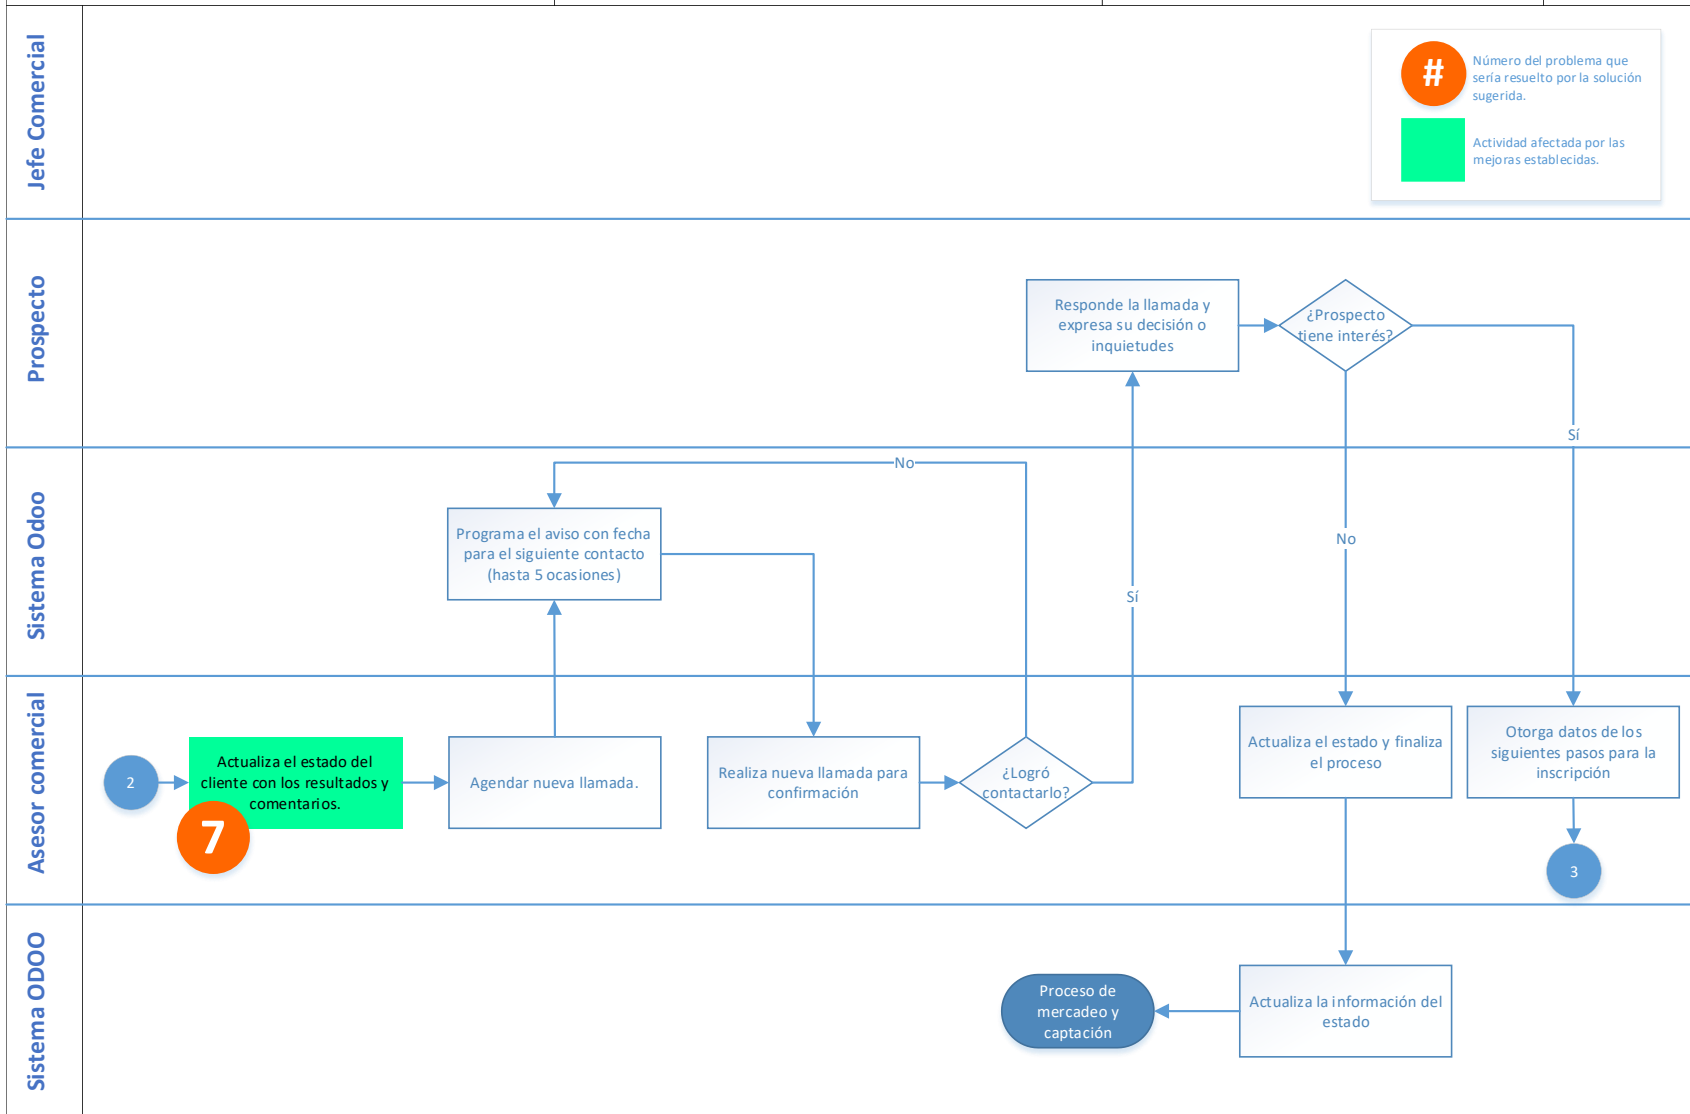 Jefe Comercial
#
Número del problema que
sería resuelto por la solución
sugerida.
Actividad afectada por las
mejoras establecidas.
Prospecto
Responde la llamada y
expresa su decisión o
inquietudes
¿Prospecto
tiene interés?
Sí
No
Sistema Odoo
No
Programa el aviso con fecha
para el siguiente contacto
(hasta 5 ocasiones)
Sí
Asesor comercial
2
Actualiza el estado del
cliente con los resultados y
comentarios.
7
Agendar nueva llamada.
Realiza nueva llamada para
confirmación
¿Logró
contactarlo?
Actualiza el estado y finaliza
el proceso
Otorga datos de los
siguientes pasos para la
inscripción
3
Sistema ODOO
Proceso de
mercadeo y
captación
Actualiza la información del
estado